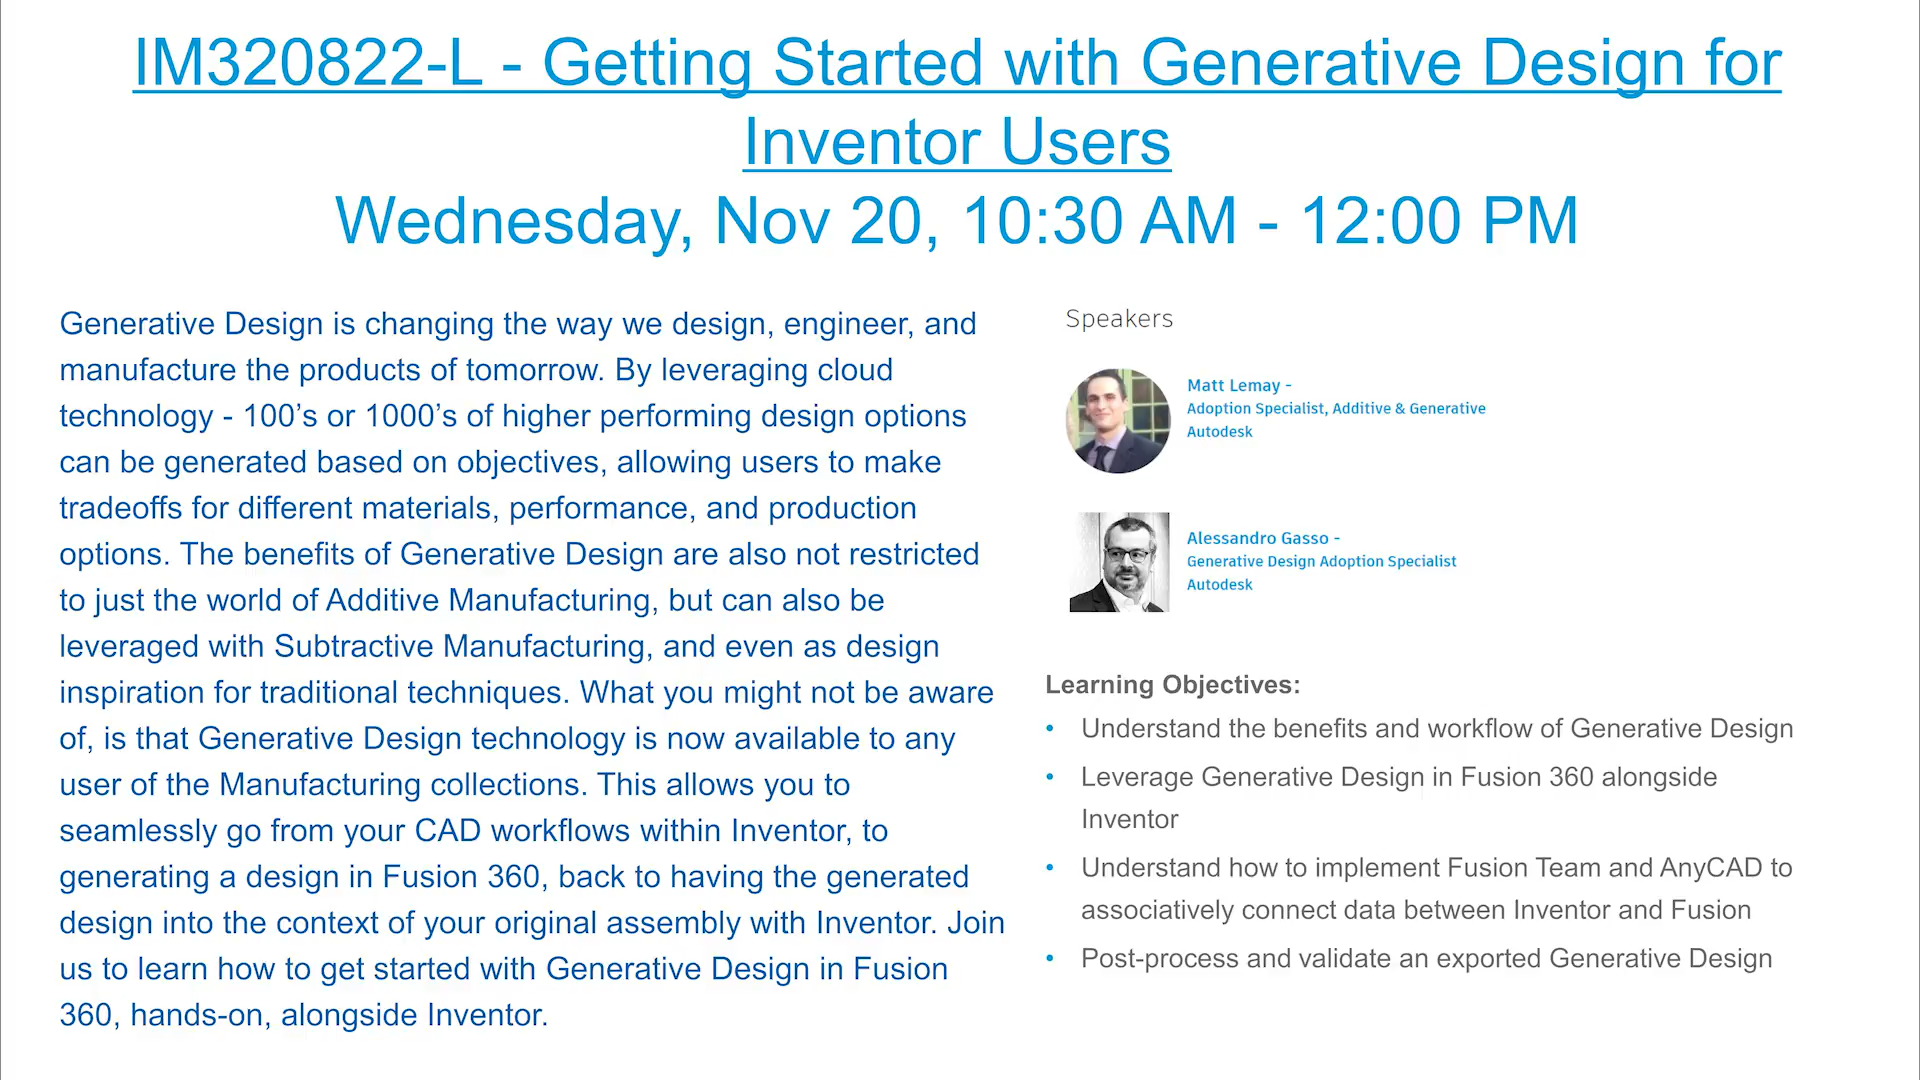 IM320822-L - Getting Started with Generative Design for
Inventor Users
Wednesday, Nov 20, 10:30 AM - 12:00 PM
Generative Design is changing the way we design, engineer, and
manufacture the products of tomorrow. By leveraging cloud
technology - 100’s or 1000’s of higher performing design options
can be generated based on objectives, allowing users to make
tradeoffs for different materials, performance, and production
options. The benefits of Generative Design are also not restricted
to just the world of Additive Manufacturing, but can also be
leveraged with Subtractive Manufacturing, and even as design
inspiration for traditional techniques. What you might not be aware
of, is that Generative Design technology is now available to any
user of the Manufacturing collections. This allows you to
seamlessly go from your CAD workflows within Inventor, to
generating a design in Fusion 360, back to having the generated
design into the context of your original assembly with Inventor. Join
us to learn how to get started with Generative Design in Fusion
360, hands-on, alongside Inventor.
Speakers
Matt Lemay -
Adoption Specialist, Additive & Generative
Autodesk
Alessandro Gasso -
Generative Design Adoption Specialist
Autodesk
Learning Objectives:
• Understand the benefits and workflow of Generative Design
• Leverage Generative Design in Fusion 360 alongside
Inventor
• Understand how to implement Fusion Team and AnyCAD to
associatively connect data between Inventor and Fusion
• Post-process and validate an exported Generative Design